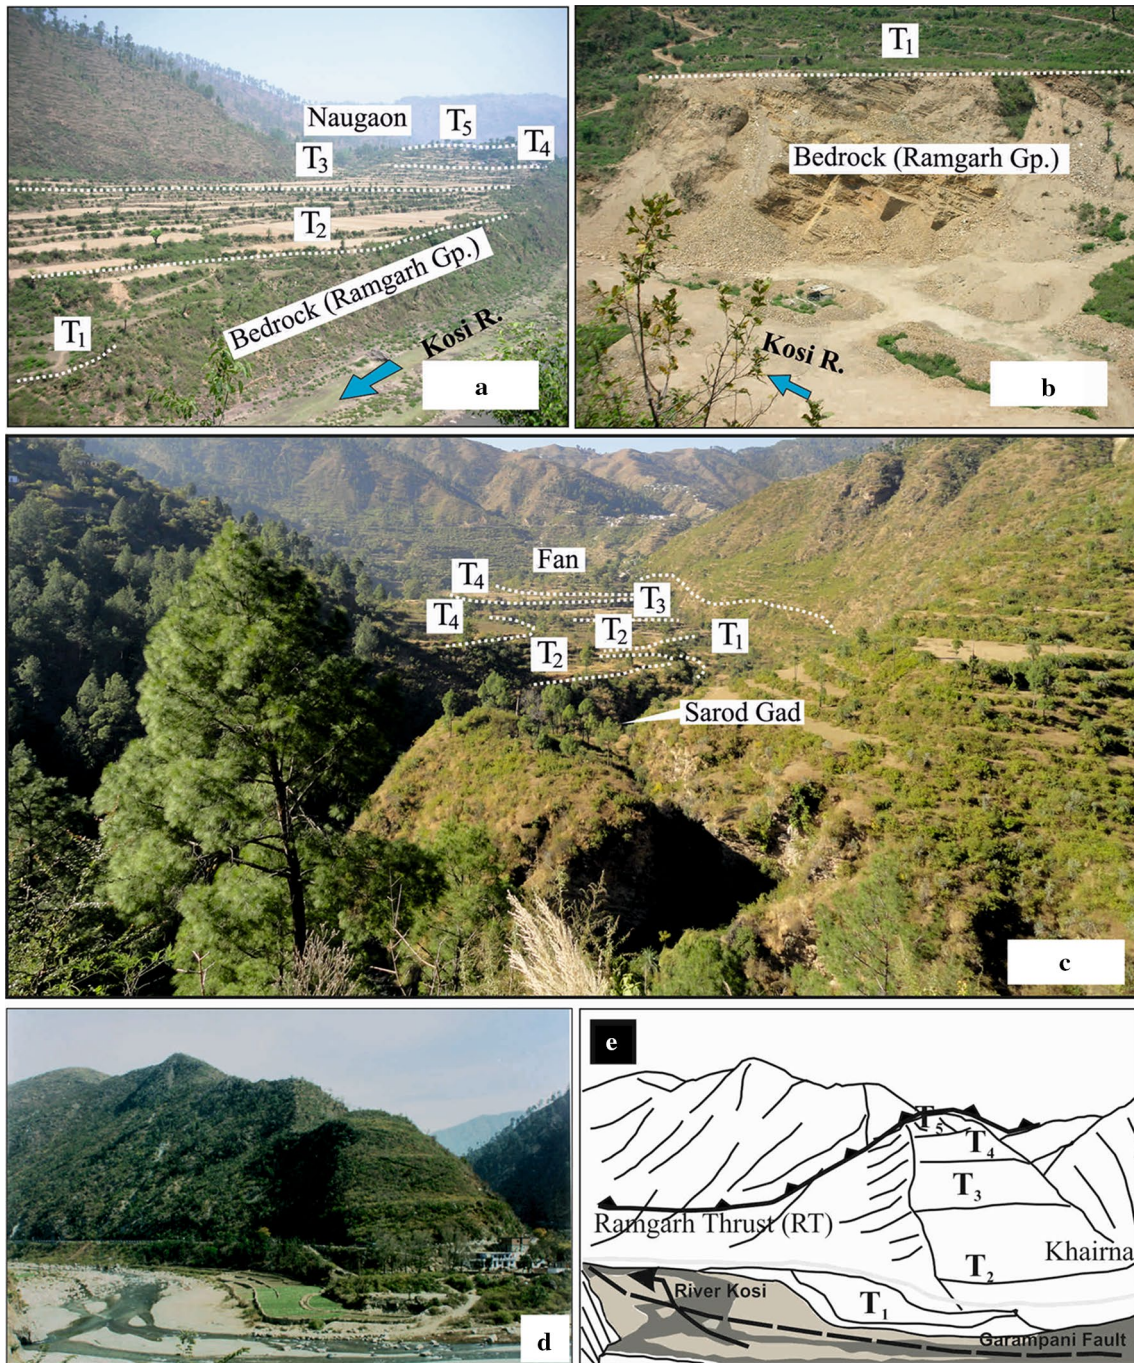 Naugaon
T5
T4
T3
T2
T1
Bedrock (Ramgarh Gp.)
Kosi R.
a
T1
Bedrock (Ramgarh Gp.)
Kosi R.
b
Fan
T4
T3
T4
T2
T1
T2
Sarod Gad
c
d
e
T5
T4
T3
Ramgarh Thrust (RT)
Khairna
T2
River Kosi
T1
Garampani Fault